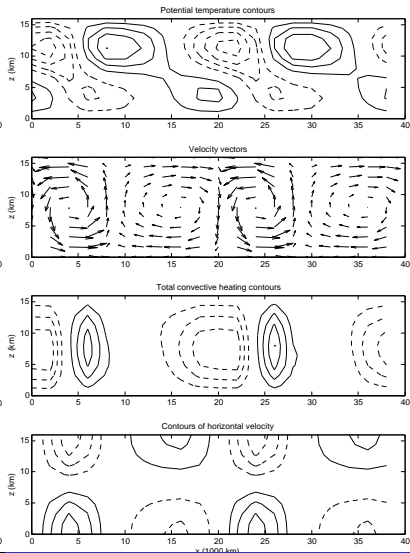 Potential temperature contours
15
10
5
0
z (km)
0 5 10 15 20 25 30 35 40
Velocity vectors
15
10
5
0
z (km)
0 5 10 15 20 25 30 35 40
Total convective heating contours
15
10
5
0
z (km)
0 5 10 15 20 25 30 35 40
Contours of horizontal velocity
15
10
5
0
z (km)
0 5 10 15 20 25 30 35 40
x (1000 km)